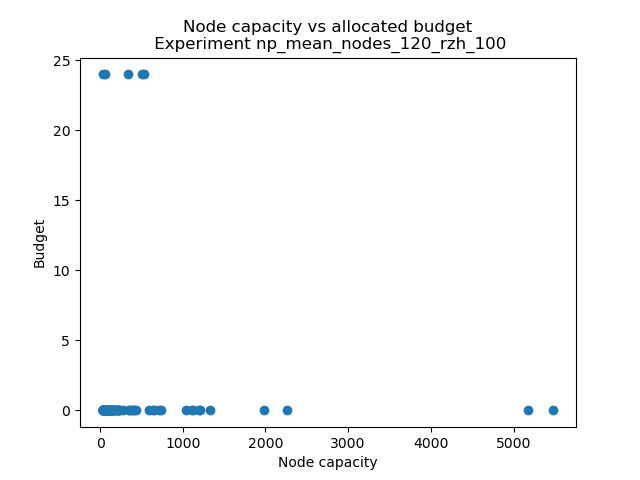 Node capacity vs allocated budget
Experiment np_mean_nodes_120_rzh_100
25
20
15
10
5
0
Budget
0 1000 2000 3000 4000 5000
Node capacity